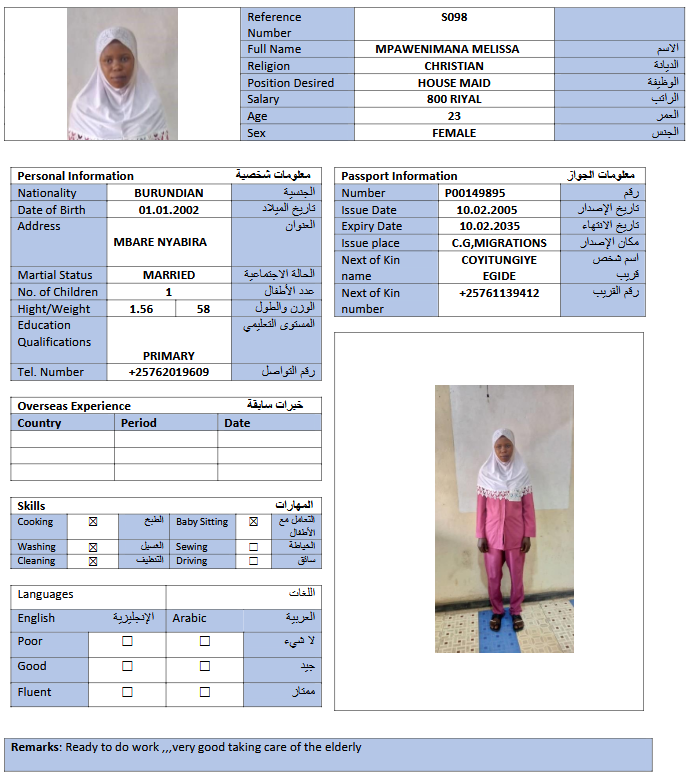 Reference Number S098
Full Name MPAWENIMANA MELISSA الاسم
Religion CHRISTIAN الديانة
Position Desired HOUSE MAID الوظيفة
Salary 800 RIYAL الراتب
Age 23 العمر
Sex FEMALE الجنس
Personal Information معلومات شخصية
Nationality BURUNDIAN الجنسية
Date of Birth 01.01.2002 تاريخ الميلاد
Address MBARE NYABIRA العنوان
Martial Status MARRIED الحالة الاجتماعية
No. of Children 1 عدد الأطفال
Hight/Weight 1.56 58 الوزن والطول
Education Qualifications PRIMARY المستوى التعليمي
Tel. Number +25762019609 رقم التواصل
Passport Information معلومات الجواز
Number P00149895 رقم
Issue Date 10.02.2005 تاريخ الإصدار
Expiry Date 10.02.2035 تاريخ الانتهاء
Issue place C.G,MIGRATIONS مكان الإصدار
Next of Kin name COYITUNGIYE EGIDE اسم شخص قريب
Next of Kin number +25761139412 رقم القريب
Overseas Experience خبرات سابقة
Country Period Date
Skills المهارات
Cooking ☒ الطبخ Baby Sitting ☒ التعامل مع الأطفال
Washing ☒ الغسيل Sewing ☐ الخياطة
Cleaning ☒ التنظيف Driving ☐ سائق
Languages اللغات
English الإنجليزية Arabic العربية
Poor ☐ ☐ لا شيء
Good ☐ ☐ جيد
Fluent ☐ ☐ ممتاز
Remarks: Ready to do work ,,,very good taking care of the elderly